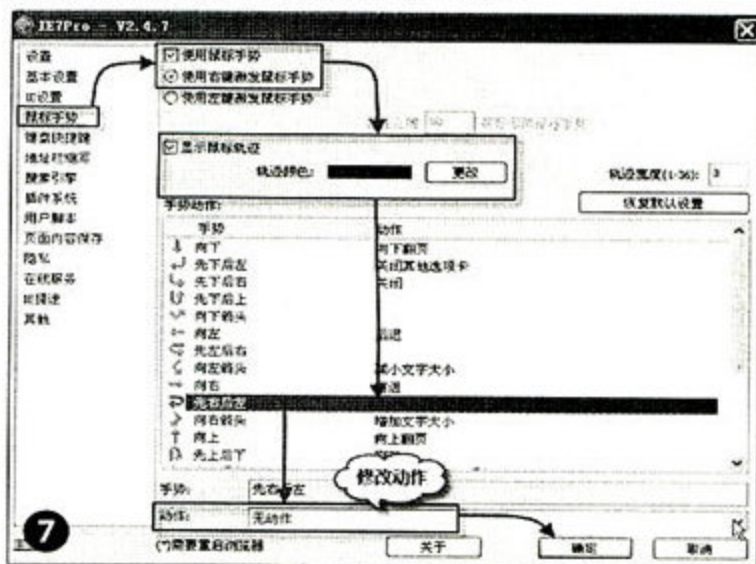 IE7Pro - V2.4.7
设置
基本设置
IE设置
鼠标手势
键盘快捷键
地址栏缩写
搜索引擎
插件系统
用户脚本
页面内容保存
隐私
在线服务
其他
使用鼠标手势
使用右键激发鼠标手势
使用左键激发鼠标手势
显示鼠标轨迹
轨迹颜色:
更改
轨迹宽度(1-36): 3
恢复默认设置
手势动作:
手势 动作
向下 向下翻页
先下后左 关闭其他选项卡
先下后右 关闭
先下后上
向下箭头
向左 后退
先左后右
向左箭头 减小文字大小
向右 前进
先右后左
向右箭头 增加文字大小
向上 向上翻页
先上后下
修改动作
手势: 先右后左
动作: 无动作
7
(*)需要重启浏览器
关于
确定
取消